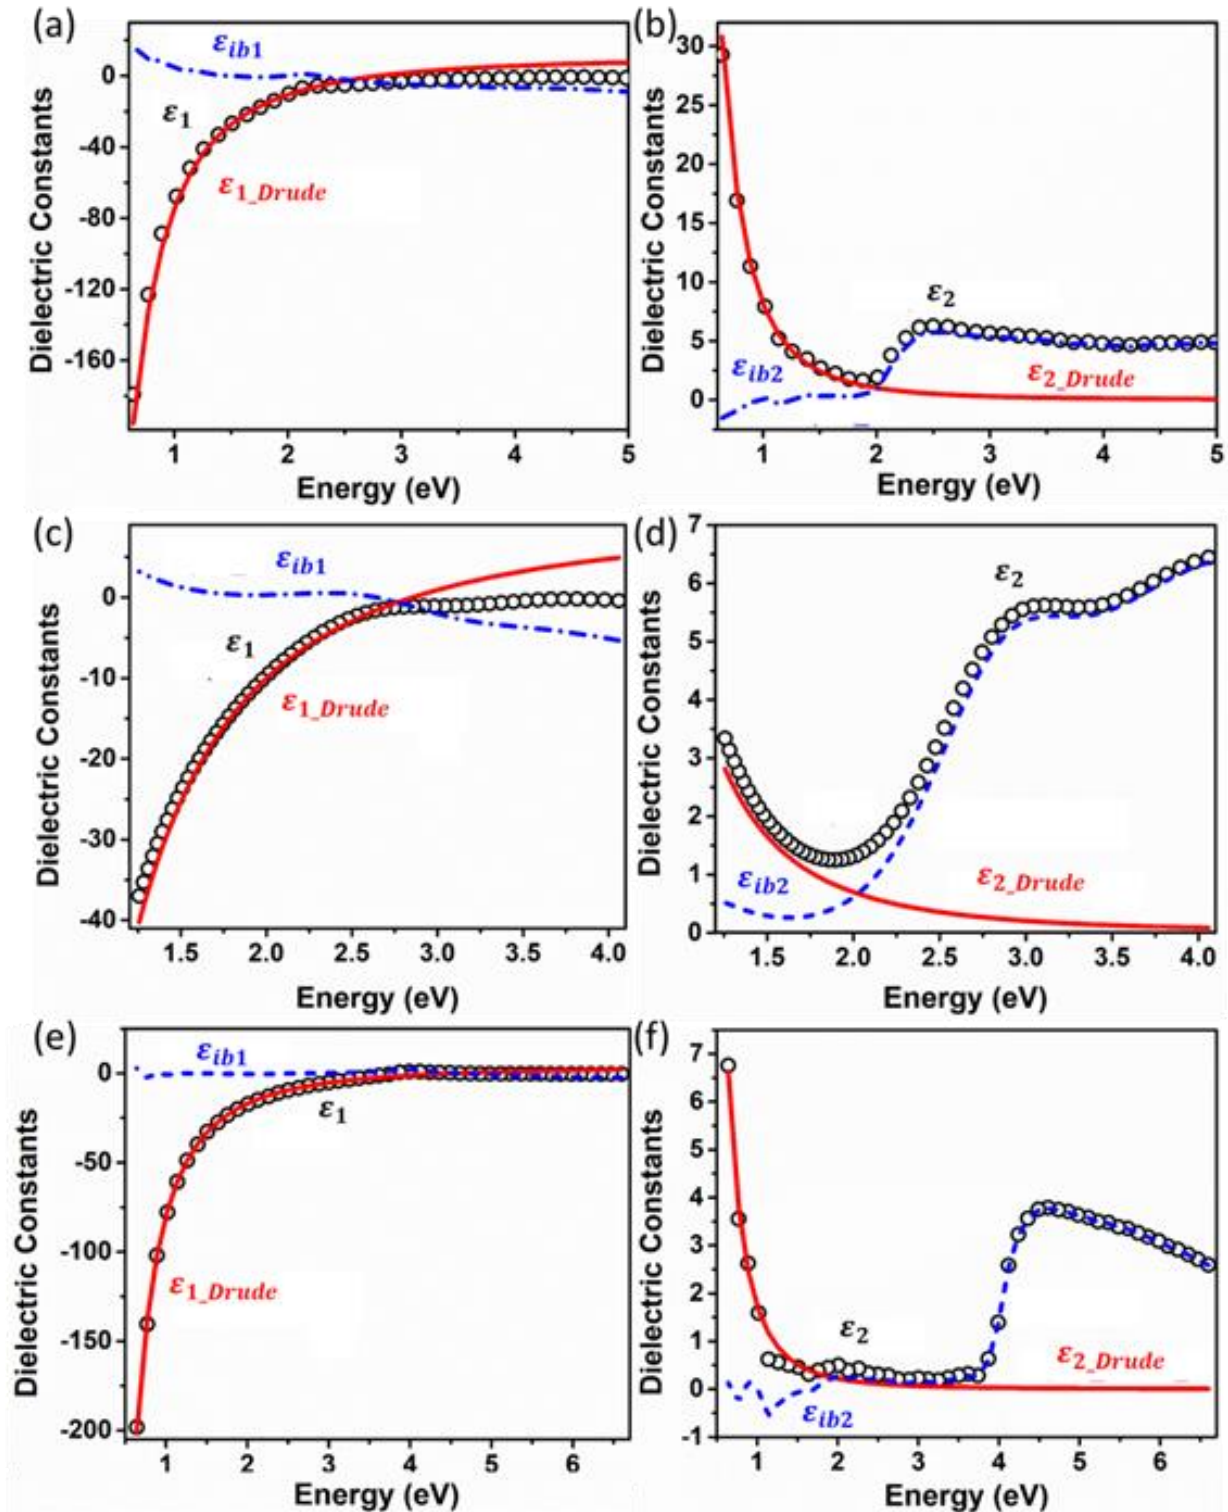 (a)
ε_ib1
ε_1
ε_1_Drude
0
-40
-80
-120
-160
Dielectric Constants
1 2 3 4 5
Energy (eV)
(b)
30
25
20
15
10
5
0
Dielectric Constants
ε_2
ε_ib2
ε_2_Drude
1 2 3 4 5
Energy (eV)
(c)
ε_ib1
0
-10
-20
-30
-40
Dielectric Constants
ε_1
ε_1_Drude
1.5 2.0 2.5 3.0 3.5 4.0
Energy (eV)
(d)
7
6
5
4
3
2
1
0
Dielectric Constants
ε_2
ε_ib2
ε_2_Drude
1.5 2.0 2.5 3.0 3.5 4.0
Energy (eV)
(e)
ε_ib1
ε_1
0
-50
-100
-150
-200
Dielectric Constants
ε_1_Drude
1 2 3 4 5 6
Energy (eV)
(f)
7
6
5
4
3
2
1
0
-1
Dielectric Constants
ε_2
ε_2_Drude
ε_ib2
1 2 3 4 5 6
Energy (eV)